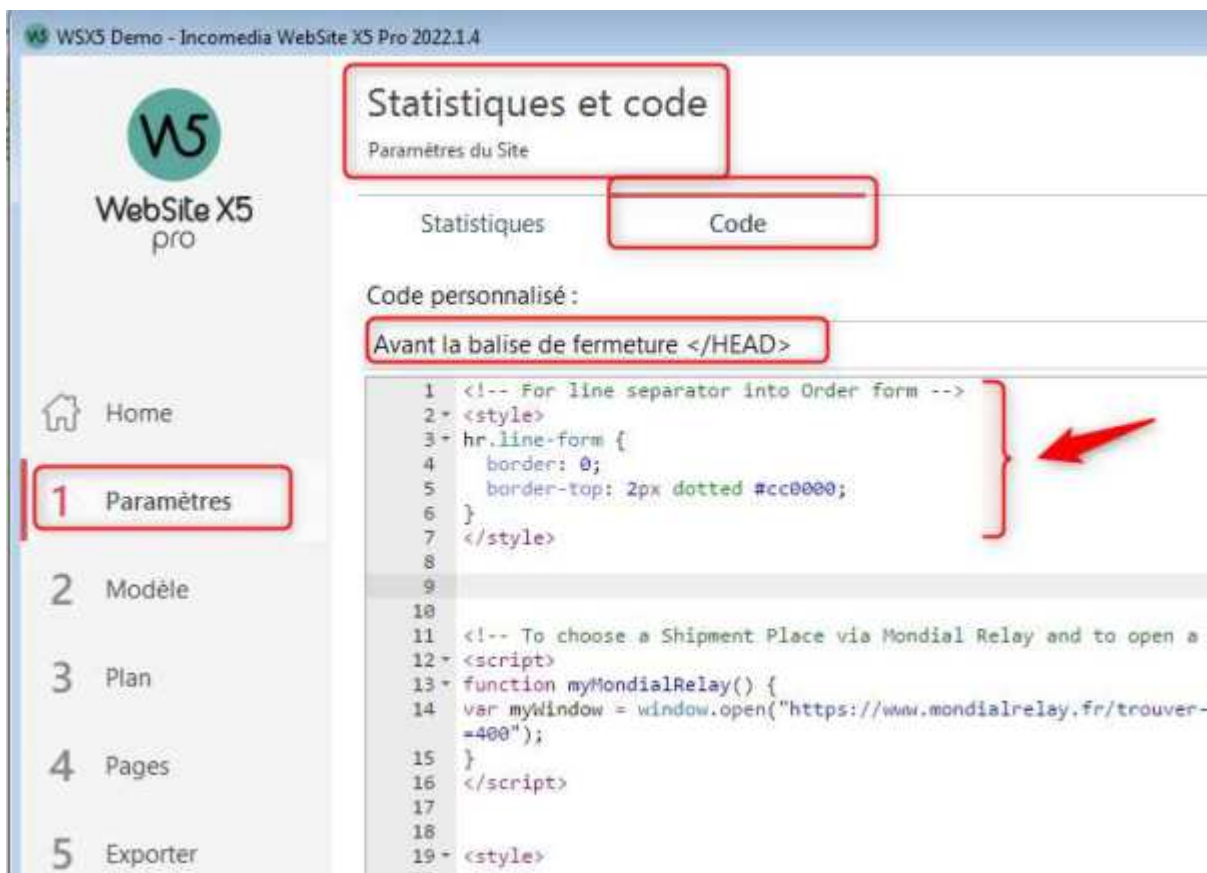 WSX5 Demo - Incomedia WebSite X5 Pro 2022.1.4
W5
WebSite X5
pro
Statistiques et code
Paramètres du Site
Statistiques
Code
Code personnalisé :
Avant la balise de fermeture </HEAD>
Home
1 Paramètres
2 Modèle
3 Plan
4 Pages
5 Exporter
1 <!-- For line separator into Order form -->
2 <style>
3 hr.line-form {
4 border: 0;
5 border-top: 2px dotted #cc0000;
6 }
7 </style>
8
9
10
11 <!-- To choose a Shipment Place via Mondial Relay and to open a
12 <script>
13 function myMondialRelay() {
14 var myWindow = window.open("https://www.mondialrelay.fr/trouver-
=400");
15 }
16 </script>
17
18
19 <style>